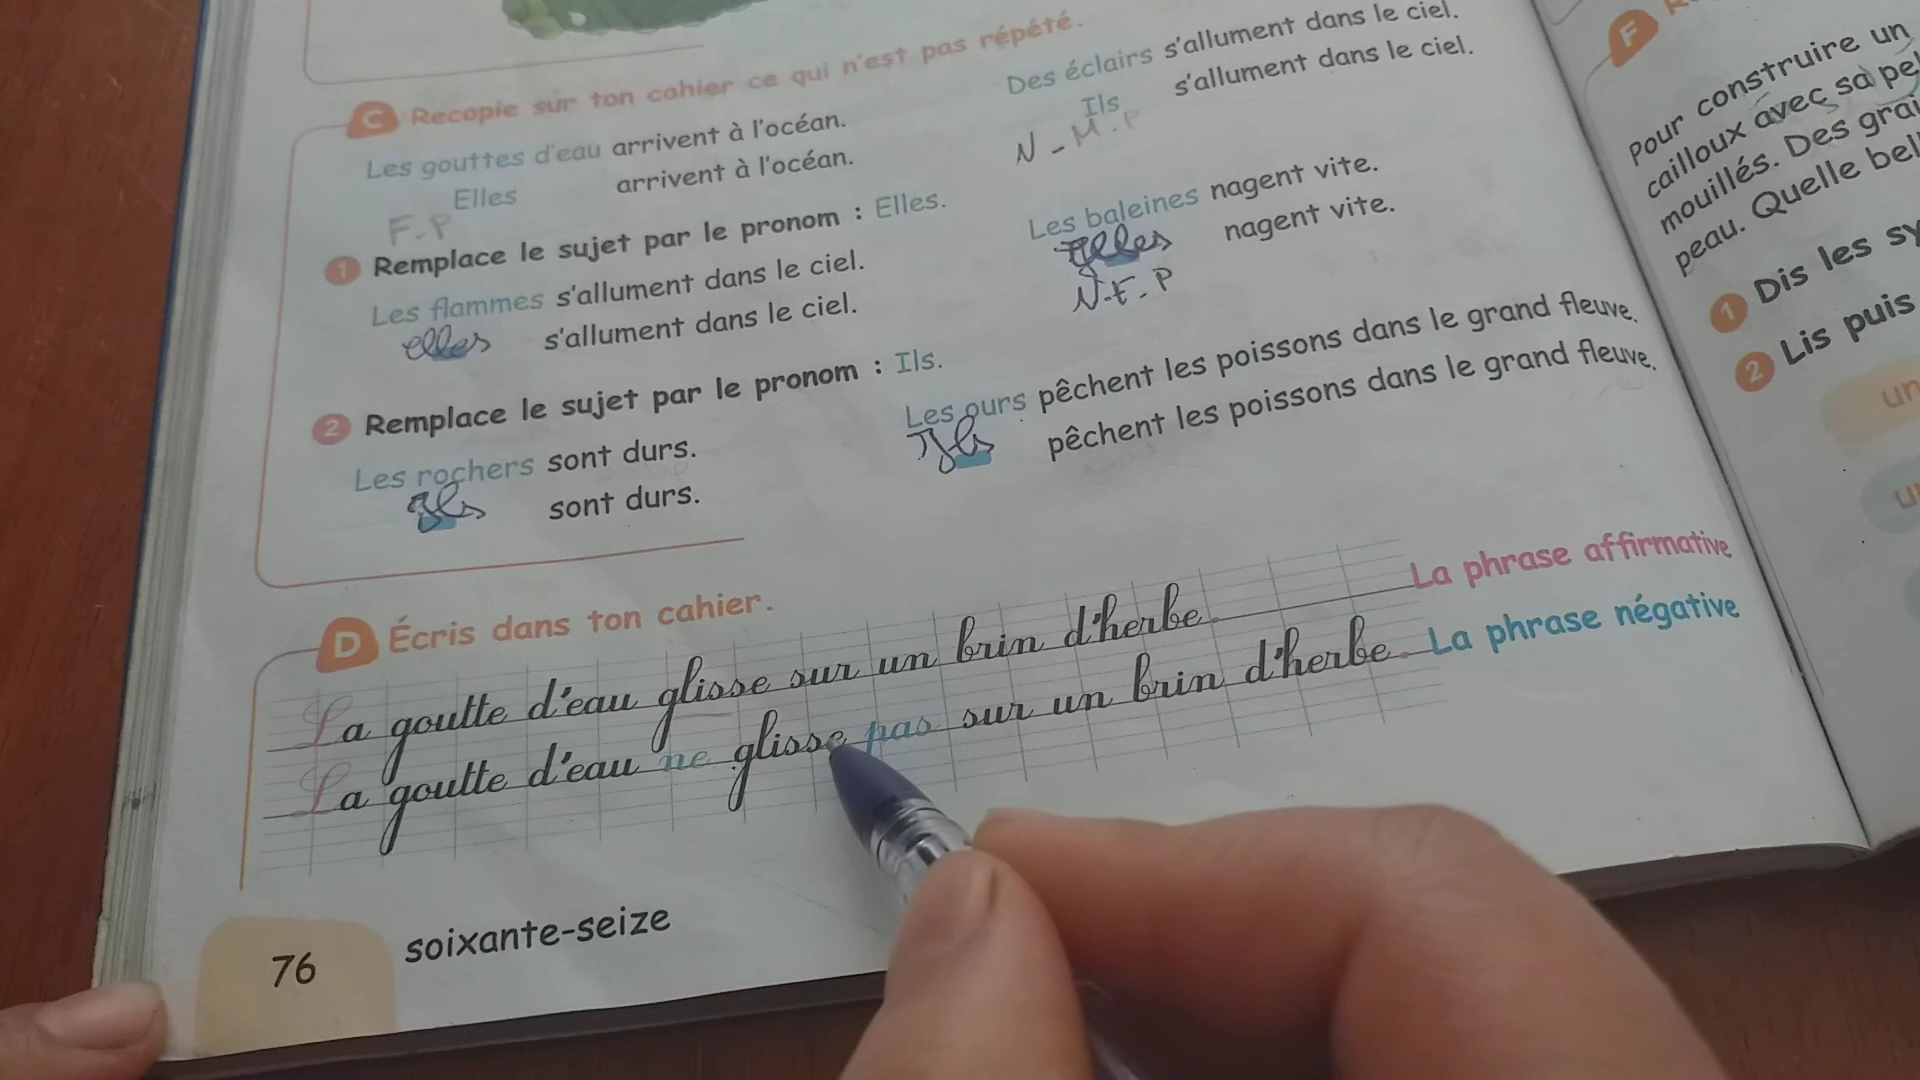 C Recopie sur ton cahier ce qui n'est pas répété.
Les gouttes d'eau arrivent à l'océan.
Elles arrivent à l'océan.
F-P
Des éclairs s'allument dans le ciel.
Ils s'allument dans le ciel.
N-M.P
1 Remplace le sujet par le pronom : Elles.
Les flammes s'allument dans le ciel.
elles s'allument dans le ciel.
Les baleines nagent vite.
elles nagent vite.
N-F-P
2 Remplace le sujet par le pronom : Ils.
Les rochers sont durs.
Ils sont durs.
Les ours pêchent les poissons dans le grand fleuve.
Ils pêchent les poissons dans le grand fleuve.
D Écris dans ton cahier.
La goutte d'eau glisse sur un brin d'herbe. La phrase affirmative
La goutte d'eau ne glisse pas sur un brin d'herbe. La phrase négative
76 soixante-seize
F
Pour construire un
cailloux avec sa
mouillés. Des
peau. Quelle
1 Dis les
2 Lis puis
un